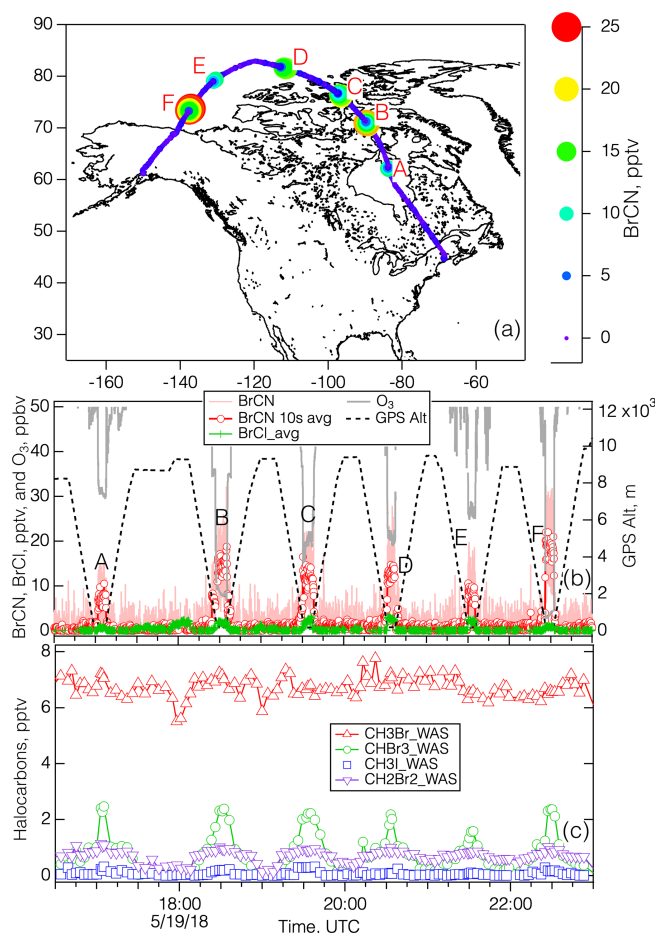 90
80
70
60
50
40
30
-160
-140
-120
-100
-80
-60
A
B
C
D
E
F
(a)
25
20
15
10
5
0
BrCN, pptv
BrCN
BrCN 10s avg
BrCl_avg
O3
GPS Alt
50
40
30
20
10
0
BrCN, BrCl, pptv, and O3, ppbv
12 x10³
10
8
6
4
2
0
GPS Alt, m
A
B
C
D
E
F
(b)
8
6
4
2
0
Halocarbons, pptv
CH3Br_WAS
CHBr3_WAS
CH3I_WAS
CH2Br2_WAS
(c)
18:00
5/19/18
20:00
22:00
Time, UTC